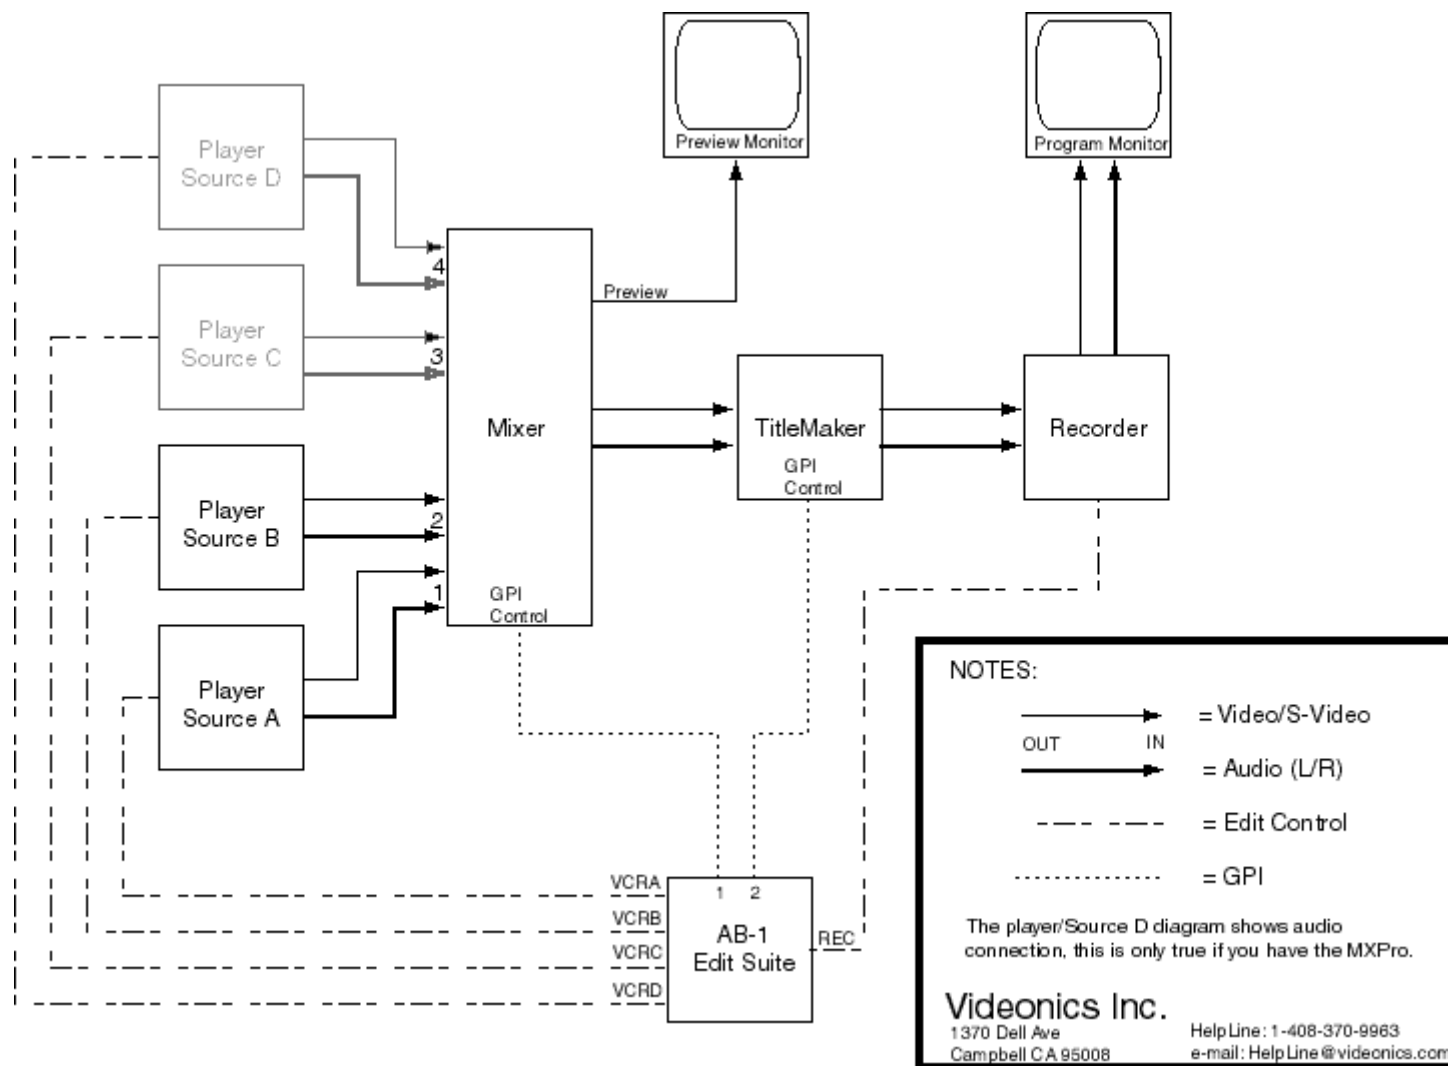 Preview Monitor
Program Monitor
Player
Source D
4
Player
Source C
3
Preview
Mixer
TitleMaker
GPI
Control
Recorder
Player
Source B
2
1
GPI
Control
Player
Source A
VCRA
VCRB
VCRC
VCRD
1 2
AB-1
Edit Suite
REC
NOTES:
= Video/S-Video
OUT IN
= Audio (L/R)
= Edit Control
= GPI
The player/Source D diagram shows audio
connection, this is only true if you have the MXPro.
Videonics Inc.
1370 Dell Ave
Campbell CA 95008
HelpLine: 1-408-370-9963
e-mail: HelpLine@videonics.com